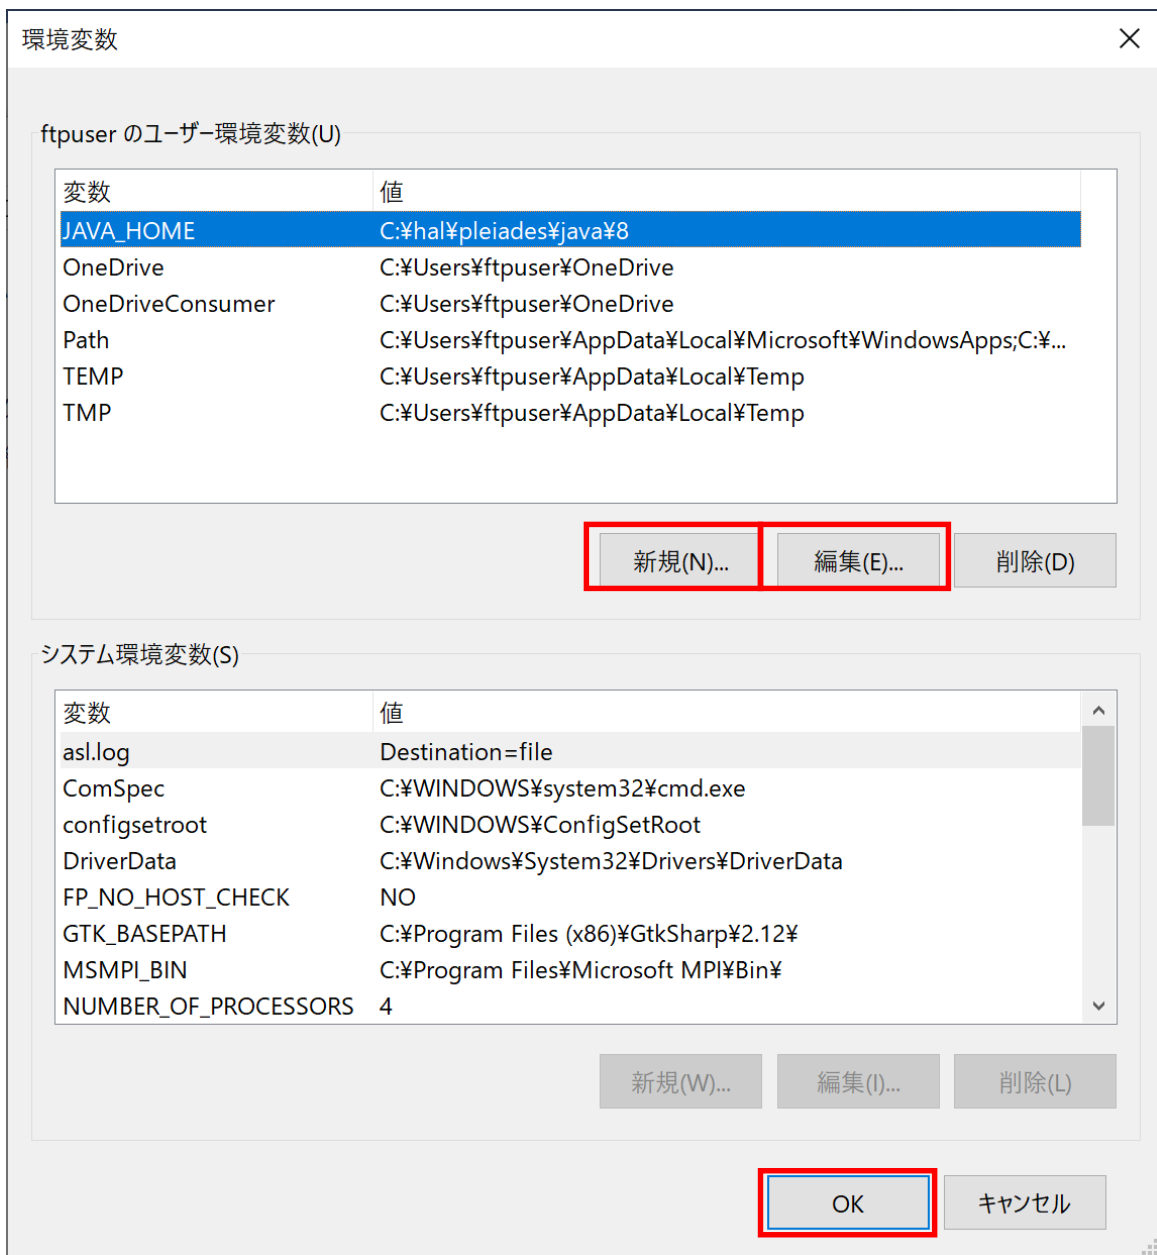 環境変数
ftpuser のユーザー環境変数(U)
変数 値
JAVA_HOME C:¥hal¥pleiades¥java¥8
OneDrive C:¥Users¥ftpuser¥OneDrive
OneDriveConsumer C:¥Users¥ftpuser¥OneDrive
Path C:¥Users¥ftpuser¥AppData¥Local¥Microsoft¥WindowsApps;C:¥...
TEMP C:¥Users¥ftpuser¥AppData¥Local¥Temp
TMP C:¥Users¥ftpuser¥AppData¥Local¥Temp
新規(N)... 編集(E)... 削除(D)
システム環境変数(S)
変数 値
asl.log Destination=file
ComSpec C:¥WINDOWS¥system32¥cmd.exe
configsetroot C:¥WINDOWS¥ConfigSetRoot
DriverData C:¥Windows¥System32¥Drivers¥DriverData
FP_NO_HOST_CHECK NO
GTK_BASEPATH C:¥Program Files (x86)¥GtkSharp¥2.12¥
MSMPI_BIN C:¥Program Files¥Microsoft MPI¥Bin¥
NUMBER_OF_PROCESSORS 4
新規(W)... 編集(I)... 削除(L)
OK キャンセル